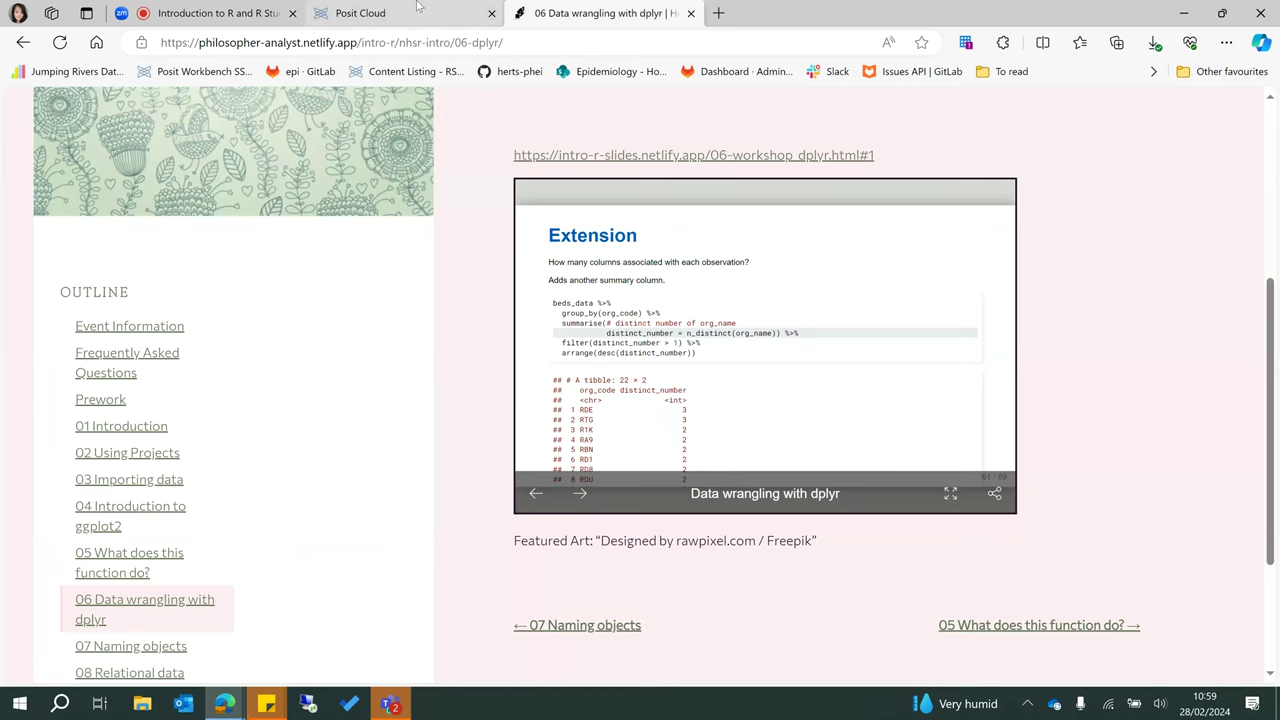 Introduction to R and R Stu
Posit Cloud
06 Data wrangling with dplyr | H
https://philosopher-analyst.netlify.app/intro-r/nhsr-intro/06-dplyr/
Jumping Rivers Dat...
Posit Workbench SS...
epi · GitLab
Content Listing - RS...
herts-phei
Epidemiology - Ho...
Dashboard · Admin...
Slack
Issues API | GitLab
To read
Other favourites
OUTLINE
Event Information
Frequently Asked
Questions
Prework
01 Introduction
02 Using Projects
03 Importing data
04 Introduction to
ggplot2
05 What does this
function do?
06 Data wrangling with
dplyr
07 Naming objects
08 Relational data
https://intro-r-slides.netlify.app/06-workshop_dplyr.html#1
Extension
How many columns associated with each observation?
Adds another summary column.
beds_data %>%
group_by(org_code) %>%
summarise(# distinct number of org_name
distinct_number = n_distinct(org_name)) %>%
filter(distinct_number > 1) %>%
arrange(desc(distinct_number))
## # A tibble: 22 × 2
## org_code distinct_number
## <chr> <int>
## 1 RDE 3
## 2 RTG 3
## 3 R1K 2
## 4 RA9 2
## 5 RBN 2
## 6 RD1 2
## 7 RD8 2
## 8 RDU 2
61 / 69
Data wrangling with dplyr
Featured Art: “Designed by rawpixel.com / Freepik”
← 07 Naming objects
05 What does this function do? →
Very humid
10:59
28/02/2024